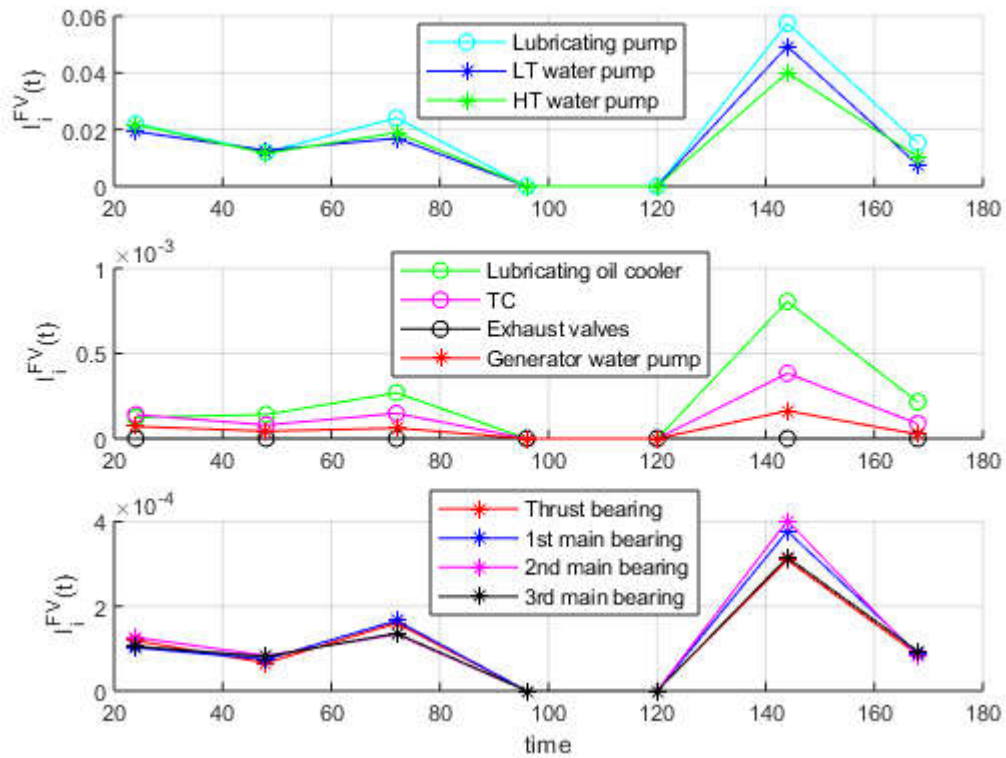 0.06
0.04
0.02
0
I_i^FV(t)
Lubricating pump
LT water pump
HT water pump
20 40 60 80 100 120 140 160 180
×10^-3
1
0.5
0
I_i^FV(t)
Lubricating oil cooler
TC
Exhaust valves
Generator water pump
20 40 60 80 100 120 140 160 180
×10^-4
4
2
0
I_i^FV(t)
Thrust bearing
1st main bearing
2nd main bearing
3rd main bearing
20 40 60 80 100 120 140 160 180
time